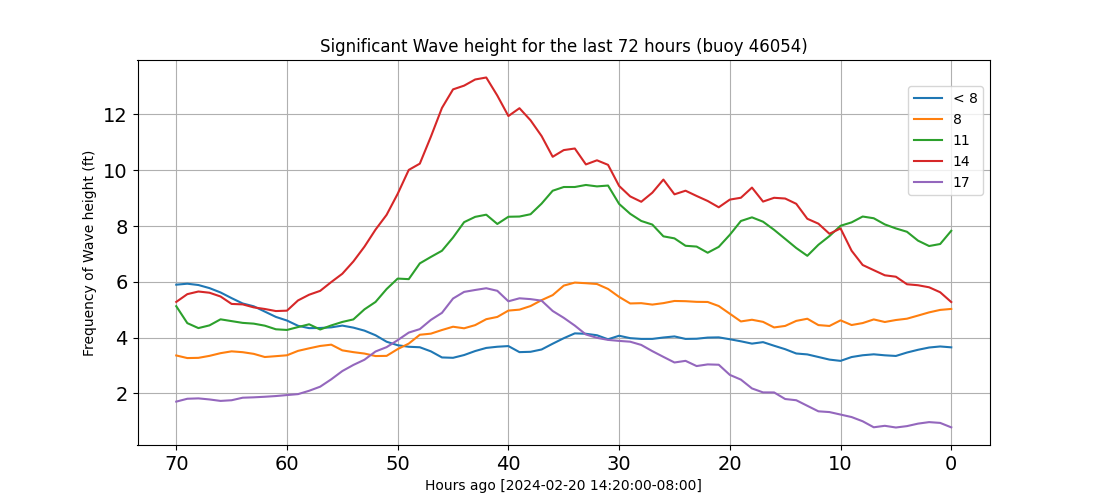 Significant Wave height for the last 72 hours (buoy 46054)
Frequency of Wave height (ft)
12
10
8
6
4
2
< 8
8
11
14
17
70 60 50 40 30 20 10 0
Hours ago [2024-02-20 14:20:00-08:00]